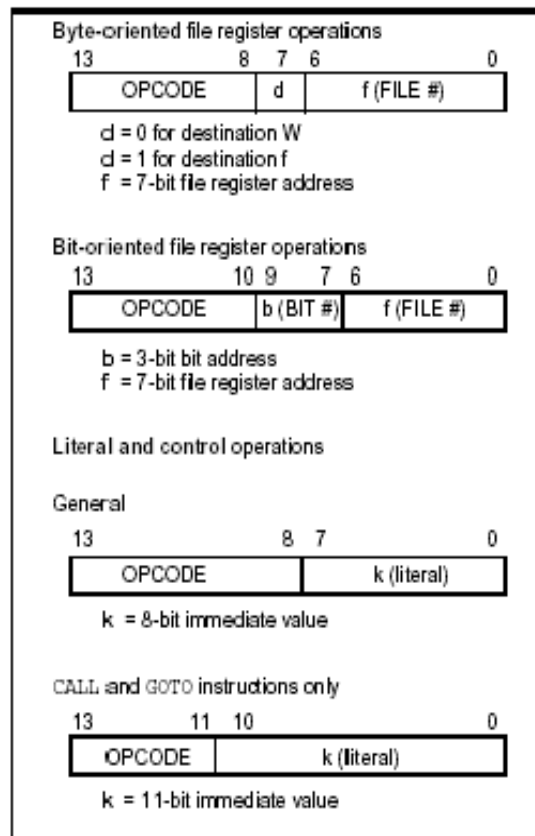 Byte-oriented file register operations
13 8 7 6 0
OPCODE d f (FILE #)
d = 0 for destination W
d = 1 for destination f
f = 7-bit file register address
Bit-oriented file register operations
13 10 9 7 6 0
OPCODE b (BIT #) f (FILE #)
b = 3-bit bit address
f = 7-bit file register address
Literal and control operations
General
13 8 7 0
OPCODE k (literal)
k = 8-bit immediate value
CALL and GOTO instructions only
13 11 10 0
OPCODE k (literal)
k = 11-bit immediate value